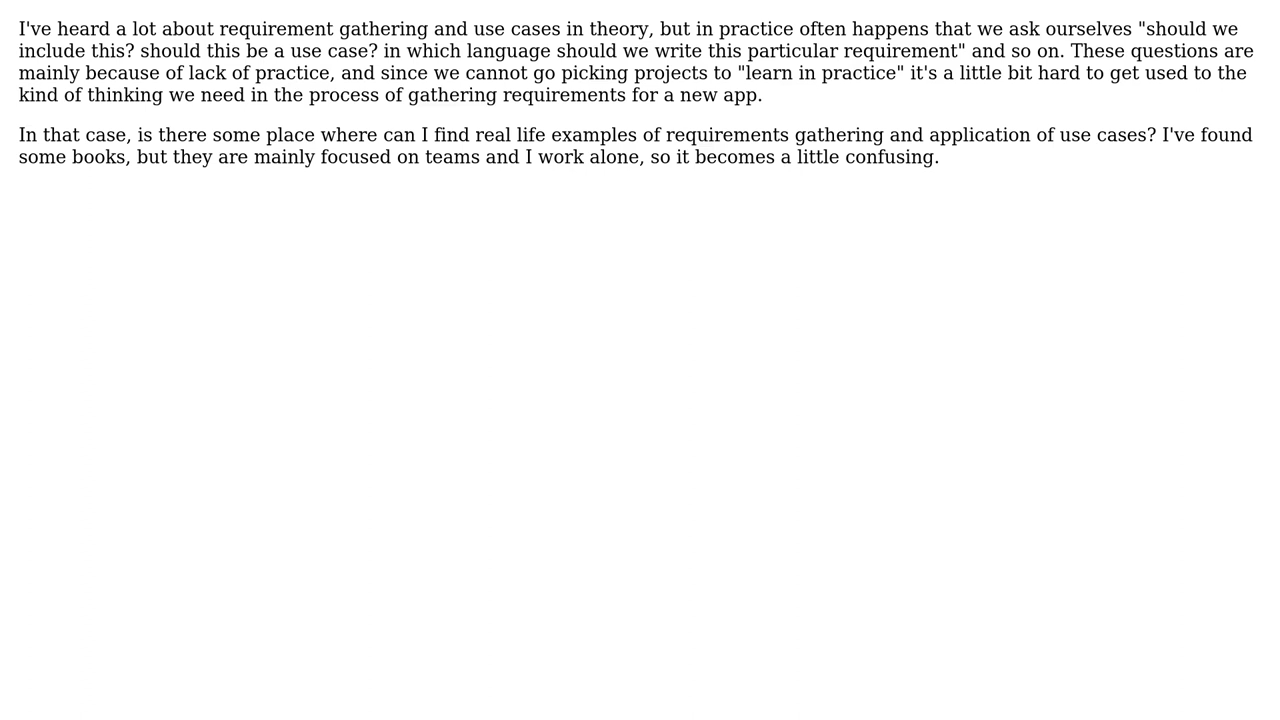 I've heard a lot about requirement gathering and use cases in theory, but in practice often happens that we ask ourselves "should we
include this? should this be a use case? in which language should we write this particular requirement" and so on. These questions are
mainly because of lack of practice, and since we cannot go picking projects to "learn in practice" it's a little bit hard to get used to the
kind of thinking we need in the process of gathering requirements for a new app.
In that case, is there some place where can I find real life examples of requirements gathering and application of use cases? I've found
some books, but they are mainly focused on teams and I work alone, so it becomes a little confusing.